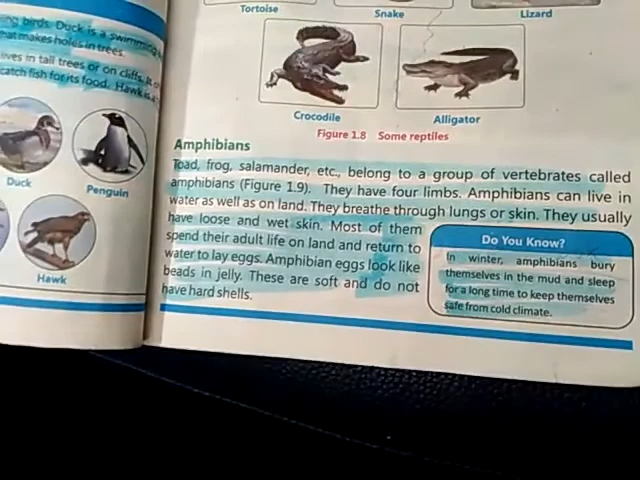 ng birds. Duck is a swimming
hat makes holes in trees.
lives in tall trees or on cliffs. It
catch fish for its food. Hawk is a
Duck
Penguin
Hawk
Tortoise
Snake
Lizard
Crocodile
Alligator
Figure 1.8 Some reptiles
Amphibians
Toad, frog, salamander, etc., belong to a group of vertebrates called
amphibians (Figure 1.9). They have four limbs. Amphibians can live in
water as well as on land. They breathe through lungs or skin. They usually
have loose and wet skin. Most of them
spend their adult life on land and return to
water to lay eggs. Amphibian eggs look like
beads in jelly. These are soft and do not
have hard shells.
Do You Know?
In winter, amphibians bury
themselves in the mud and sleep
for a long time to keep themselves
safe from cold climate.